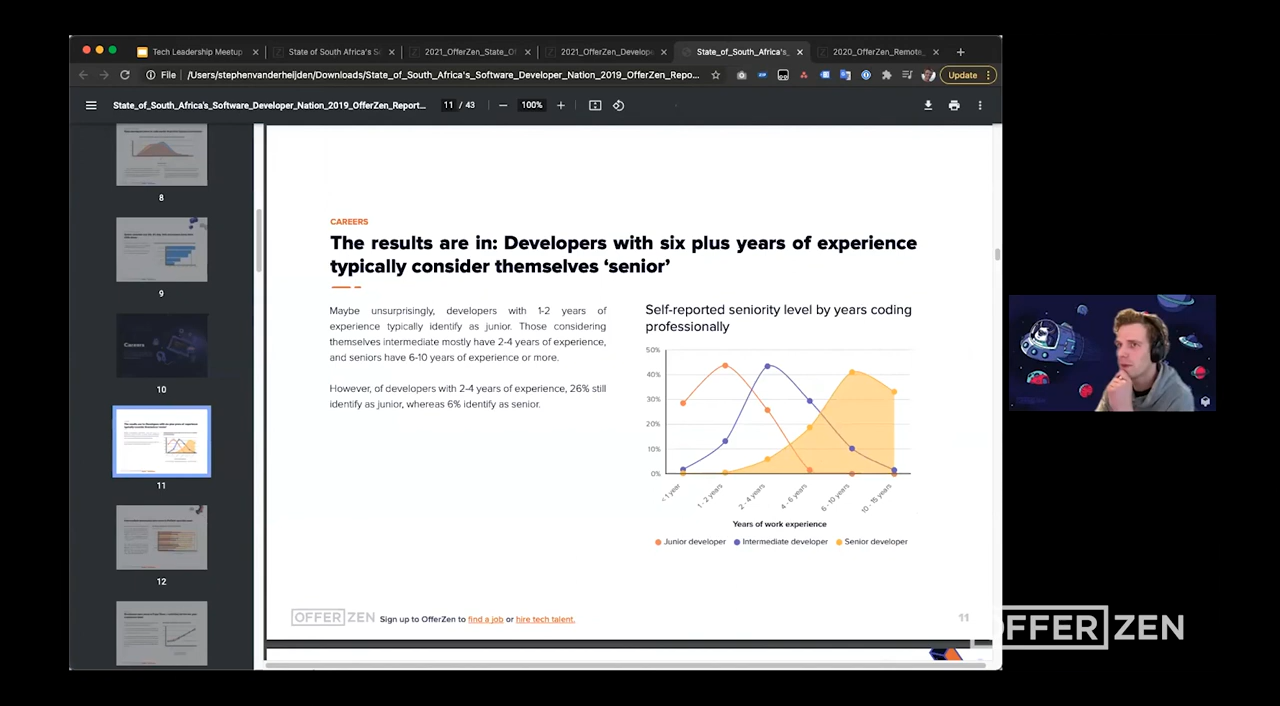 Tech Leadership Meetup
State of South Africa's S
2021_OfferZen_State_O
2021_OfferZen_Develop
State_of_South_Africa's_
2020_OfferZen_Remote_
File
/Users/steph
n/Downloads/State_of_South_Africa's_Software_Developer_Nation_2019_OfferZen_Repo...
Update
State_of_South_Africa's_Software_Developer_Nation_2019_OfferZen_Report...
11 / 43
100%
8
9
Careers
10
11
12
CAREERS
The results are in: Developers with six plus years of experience
typically consider themselves ‘senior’
Maybe unsurprisingly, developers with 1-2 years of
experience typically identify as junior. Those considering
themselves intermediate mostly have 2-4 years of experience,
and seniors have 6-10 years of experience or more.
However, of developers with 2-4 years of experience, 26% still
identify as junior, whereas 6% identify as senior.
Self-reported seniority level by years coding
professionally
50%
40%
30%
20%
10%
0%
< 1 year
1 - 2 years
2 - 4 years
4 - 6 years
6 - 10 years
10 - 15 years
Years of work experience
Junior developer
Intermediate developer
Senior developer
OFFERZEN
Sign up to OfferZen to find a job or hire tech talent.
11
OFFERZEN